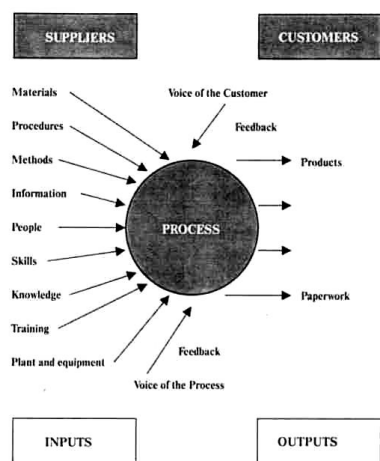 SUPPLIERS
CUSTOMERS
Materials
Voice of the Customer
Procedures
Feedback
Methods
Products
Information
People
PROCESS
Skills
Knowledge
Paperwork
Training
Feedback
Plant and equipment
Voice of the Process
INPUTS
OUTPUTS